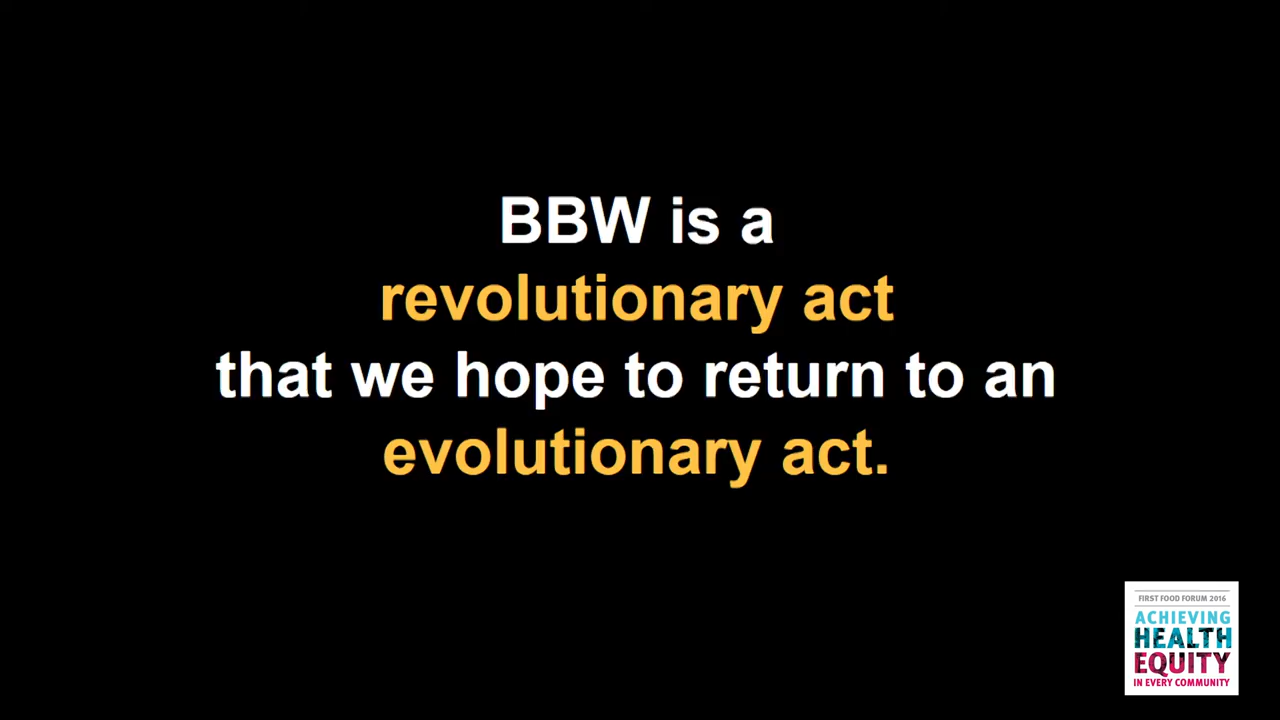 BBW is a
revolutionary act
that we hope to return to an
evolutionary act.
FIRST FOOD FORUM 2016
ACHIEVING
HEALTH
EQUITY
IN EVERY COMMUNITY